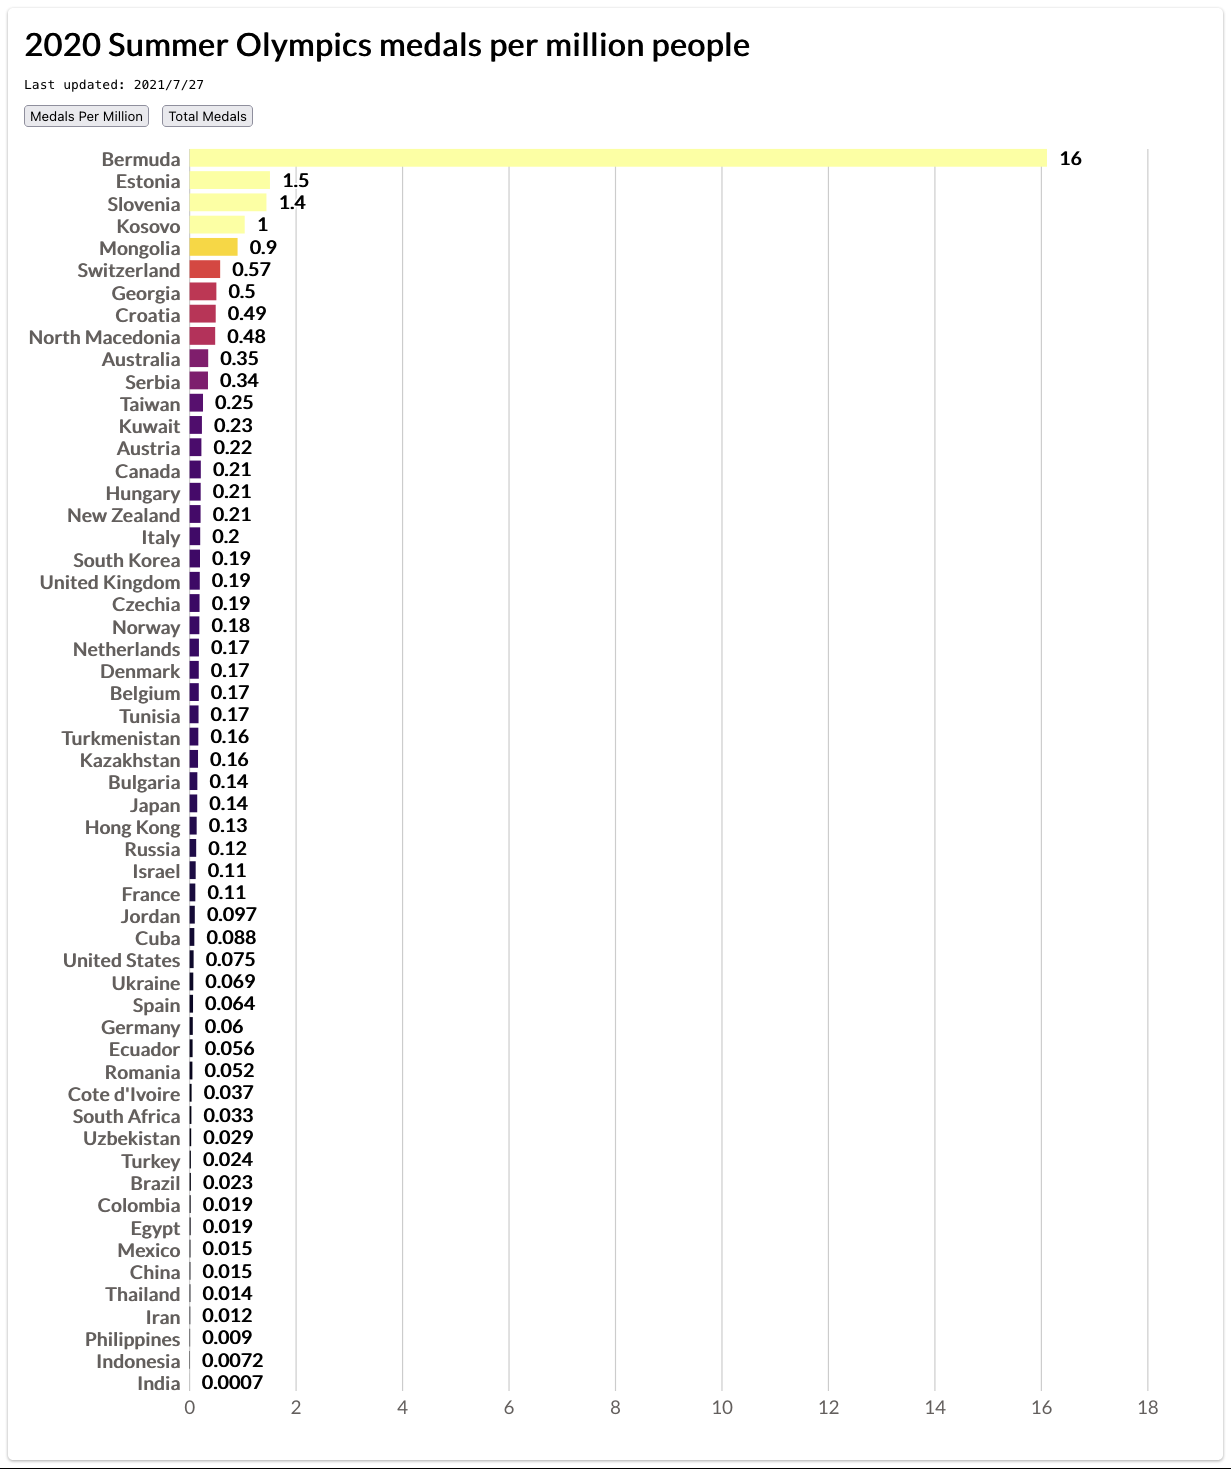 2020 Summer Olympics medals per million people
Last updated: 2021/7/27
Medals Per Million Total Medals
Bermuda 16
Estonia 1.5
Slovenia 1.4
Kosovo 1
Mongolia 0.9
Switzerland 0.57
Georgia 0.5
Croatia 0.49
North Macedonia 0.48
Australia 0.35
Serbia 0.34
Taiwan 0.25
Kuwait 0.23
Austria 0.22
Canada 0.21
Hungary 0.21
New Zealand 0.21
Italy 0.2
South Korea 0.19
United Kingdom 0.19
Czechia 0.19
Norway 0.18
Netherlands 0.17
Denmark 0.17
Belgium 0.17
Tunisia 0.17
Turkmenistan 0.16
Kazakhstan 0.16
Bulgaria 0.14
Japan 0.14
Hong Kong 0.13
Russia 0.12
Israel 0.11
France 0.11
Jordan 0.097
Cuba 0.088
United States 0.075
Ukraine 0.069
Spain 0.064
Germany 0.06
Ecuador 0.056
Romania 0.052
Cote d'Ivoire 0.037
South Africa 0.033
Uzbekistan 0.029
Turkey 0.024
Brazil 0.023
Colombia 0.019
Egypt 0.019
Mexico 0.015
China 0.015
Thailand 0.014
Iran 0.012
Philippines 0.009
Indonesia 0.0072
India 0.0007
0 2 4 6 8 10 12 14 16 18